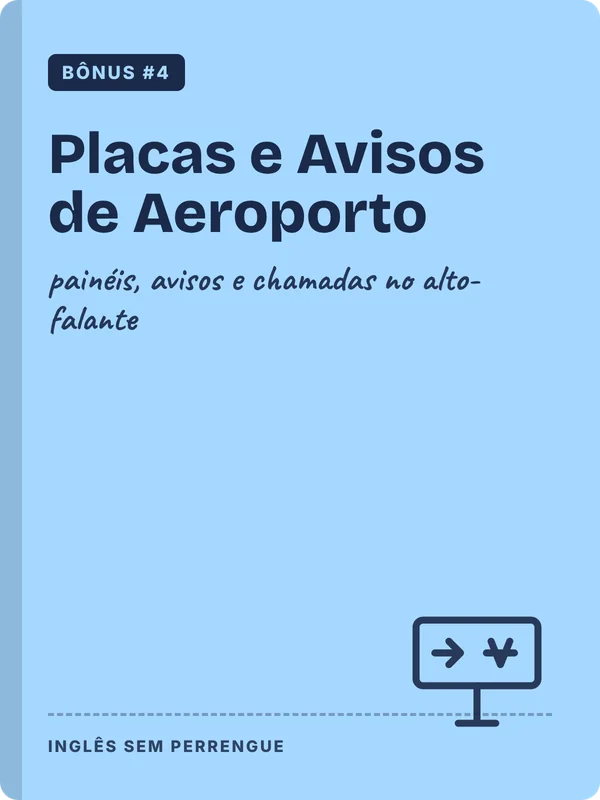 BÔNUS #4
Placas e Avisos
de Aeroporto
painéis, avisos e chamadas no alto-
falante
INGLÊS SEM PERRENGUE